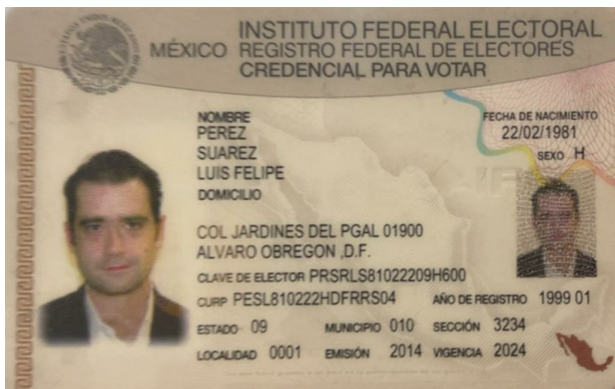 INSTITUTO FEDERAL ELECTORAL
MÉXICO REGISTRO FEDERAL DE ELECTORES
CREDENCIAL PARA VOTAR
NOMBRE
PEREZ
SUAREZ
LUIS FELIPE
FECHA DE NACIMIENTO
22/02/1981
SEXO H
DOMICILIO
COL JARDINES DEL PGAL 01900
ALVARO OBREGON ,D.F.
CLAVE DE ELECTOR PRSRLS81022209H600
CURP PESL810222HDFRRS04 AÑO DE REGISTRO 1999 01
ESTADO 09 MUNICIPIO 010 SECCIÓN 3234
LOCALIDAD 0001 EMISIÓN 2014 VIGENCIA 2024